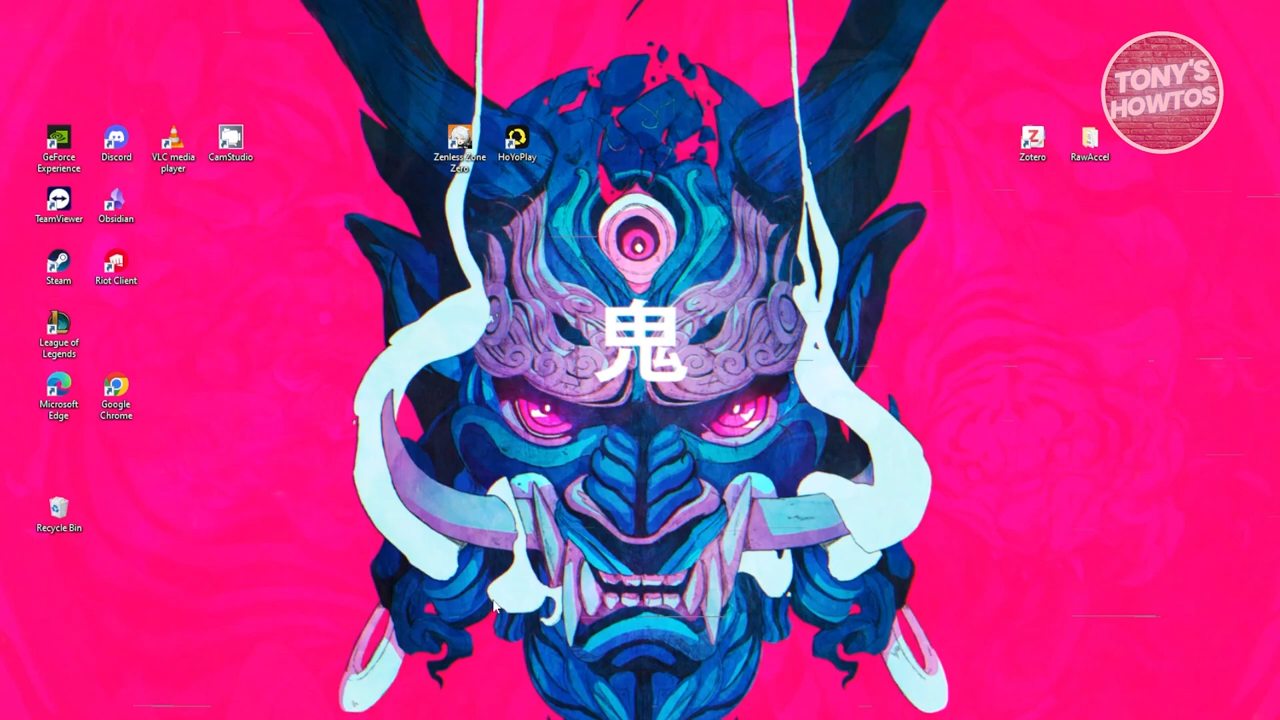 TONY'S
HOWTOS
GeForce
Experience
Discord
VLC media
player
CamStudio
Zenless Zone
Zero
HoYoPlay
Zotero
RawAccel
TeamViewer
Obsidian
Steam
Riot Client
鬼
League of
Legends
Microsoft
Edge
Google
Chrome
Recycle Bin